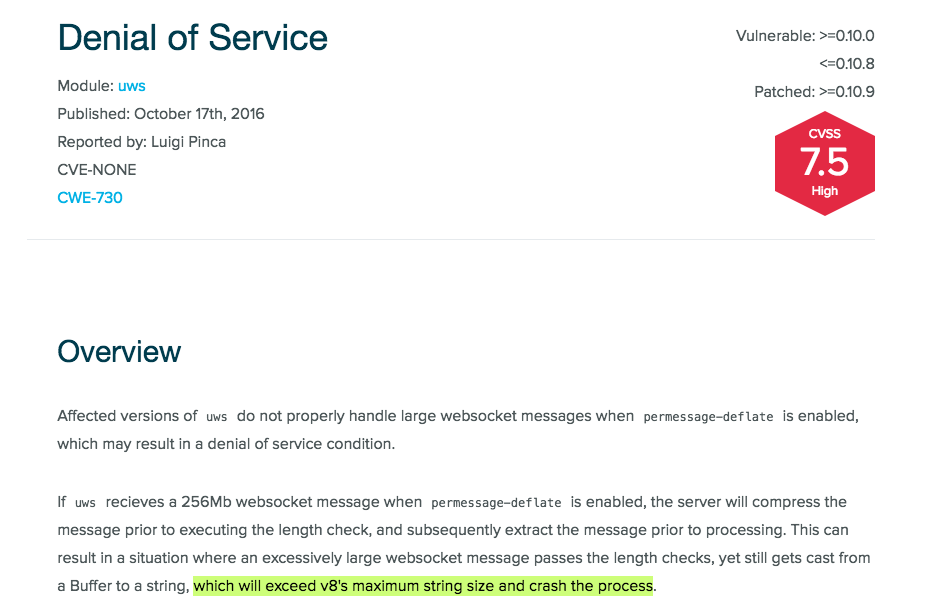 Denial of Service
Module: uws
Published: October 17th, 2016
Reported by: Luigi Pinca
CVE-NONE
CWE-730
Vulnerable: >=0.10.0
<=0.10.8
Patched: >=0.10.9
CVSS
7.5
High
Overview
Affected versions of uws do not properly handle large websocket messages when permessage-deflate is enabled,
which may result in a denial of service condition.
If uws recieves a 256Mb websocket message when permessage-deflate is enabled, the server will compress the
message prior to executing the length check, and subsequently extract the message prior to processing. This can
result in a situation where an excessively large websocket message passes the length checks, yet still gets cast from
a Buffer to a string, which will exceed v8's maximum string size and crash the process.